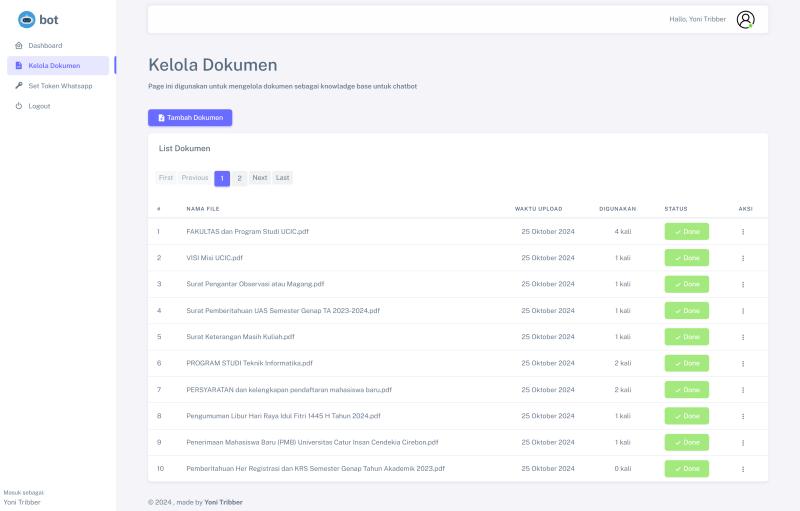 bot
Dashboard
Kelola Dokumen
Set Token Whatsapp
Logout
Hallo, Yoni Tribber
Kelola Dokumen
Page ini digunakan untuk mengelola dokumen sebagai knowladge base untuk chatbot
Tambah Dokumen
List Dokumen
First Previous 1 2 Next Last
# NAMA FILE WAKTU UPLOAD DIGUNAKAN STATUS AKSI
1 FAKULTAS dan Program Studi UCIC.pdf 25 Oktober 2024 4 kali Done
2 VISI Misi UCIC.pdf 25 Oktober 2024 1 kali Done
3 Surat Pengantar Observasi atau Magang.pdf 25 Oktober 2024 1 kali Done
4 Surat Pemberitahuan UAS Semester Genap TA 2023-2024.pdf 25 Oktober 2024 1 kali Done
5 Surat Keterangan Masih Kuliah.pdf 25 Oktober 2024 1 kali Done
6 PROGRAM STUDI Teknik Informatika.pdf 25 Oktober 2024 2 kali Done
7 PERSYARATAN dan kelengkapan pendaftaran mahasiswa baru.pdf 25 Oktober 2024 2 kali Done
8 Pengumuman Libur Hari Raya Idul Fitri 1445 H Tahun 2024.pdf 25 Oktober 2024 1 kali Done
9 Penerimaan Mahasiswa Baru (PMB) Universitas Catur Insan Cendekia Cirebon.pdf 25 Oktober 2024 1 kali Done
10 Pemberitahuan Her Registrasi dan KRS Semester Genap Tahun Akademik 2023.pdf 25 Oktober 2024 0 kali Done
Masuk sebagai:
Yoni Tribber
© 2024 , made by Yoni Tribber